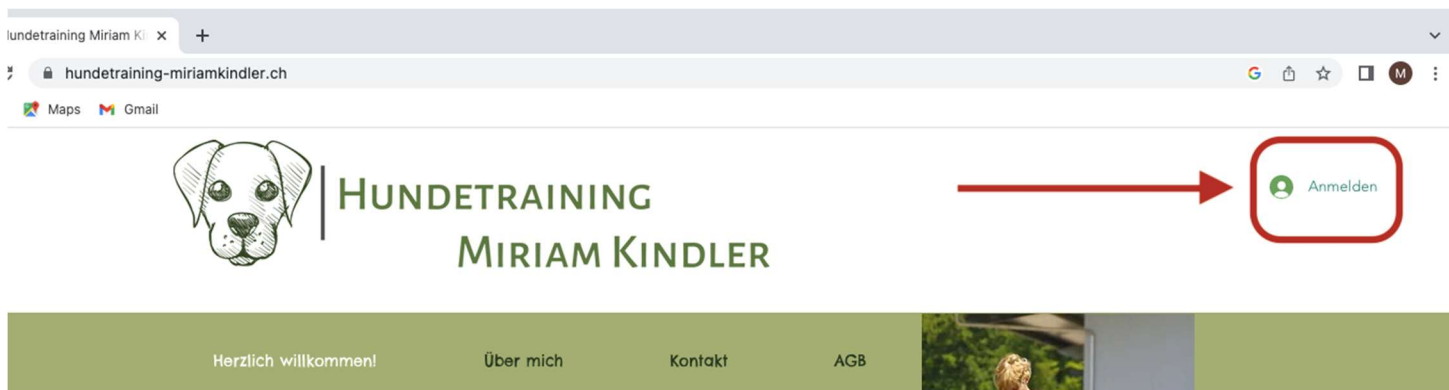 Hundetraining Miriam Ki
hundetraining-miriamkindler.ch
M
Maps
Gmail
HUNDETRAINING
MIRIAM KINDLER
Anmelden
Herzlich willkommen!
Über mich
Kontakt
AGB